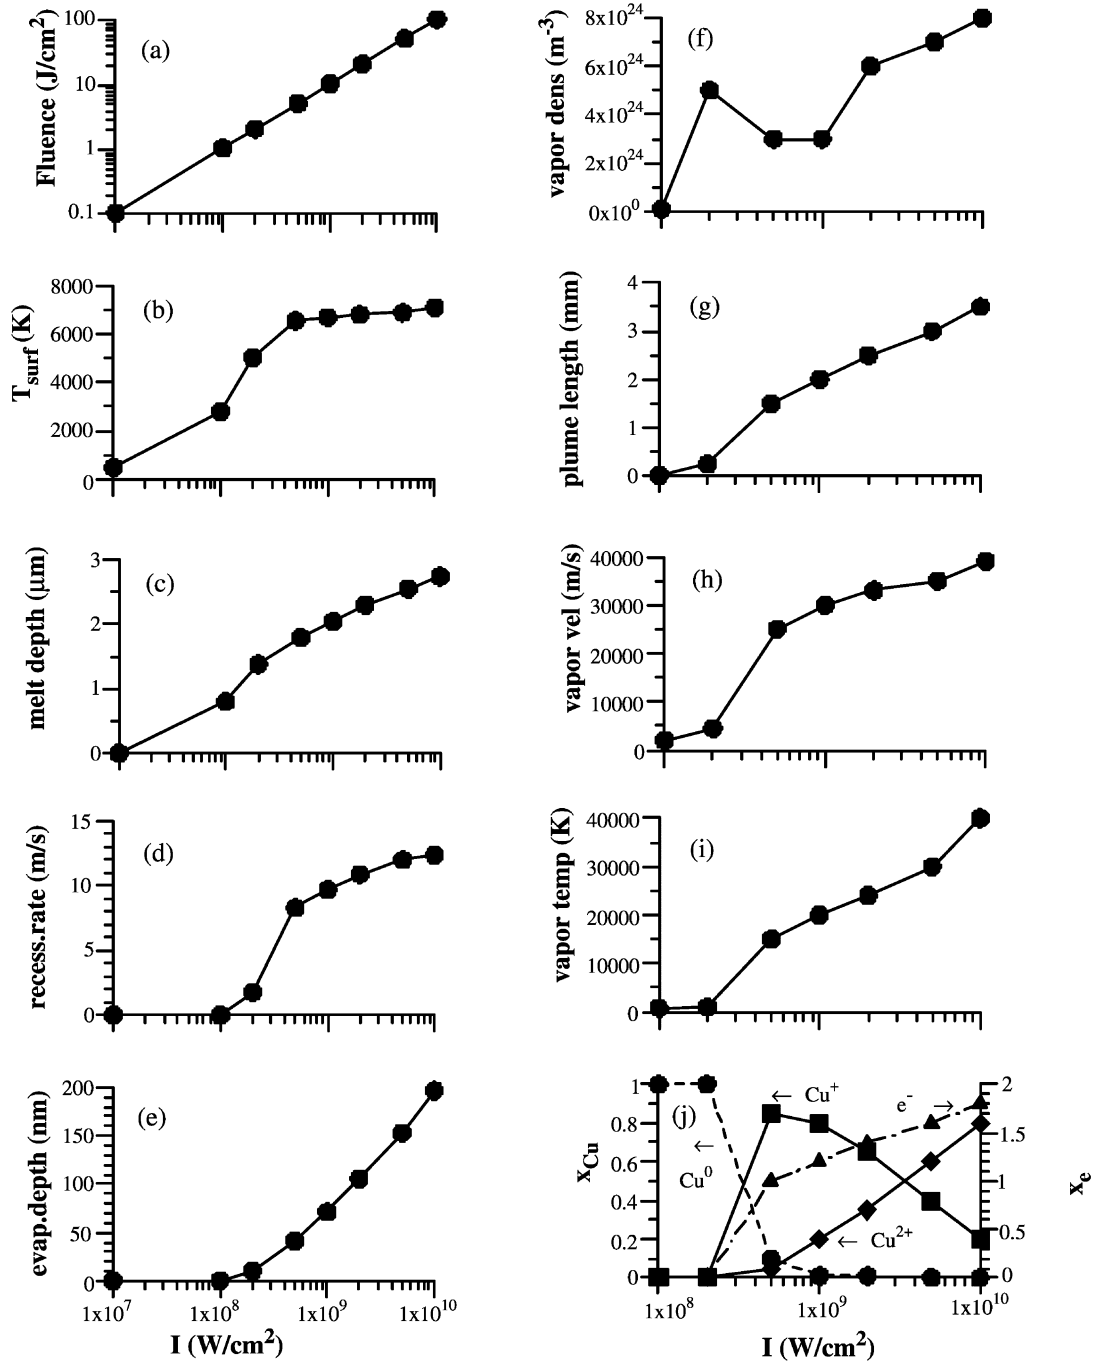 Fluence (J/cm²)
100
10
1
0.1
(a)
T_surf (K)
8000
6000
4000
2000
0
(b)
melt depth (µm)
3
2
1
0
(c)
recess.rate (m/s)
15
10
5
0
(d)
evap.depth (nm)
200
150
100
50
0
(e)
1x10⁷
1x10⁸
1x10⁹
1x10¹⁰
I (W/cm²)
vapor dens (m⁻³)
8x10²⁴
6x10²⁴
4x10²⁴
2x10²⁴
0x10⁰
(f)
plume length (mm)
4
3
2
1
0
(g)
vapor vel (m/s)
40000
30000
20000
10000
0
(h)
vapor temp (K)
40000
30000
20000
10000
0
(i)
x_Cu
1
0.8
0.6
0.4
0.2
0
(j)
← Cu⁺
e⁻ →
←
Cu⁰
← Cu²⁺
2
1.5
1
0.5
0
x_e
1x10⁸
1x10⁹
1x10¹⁰
I (W/cm²)